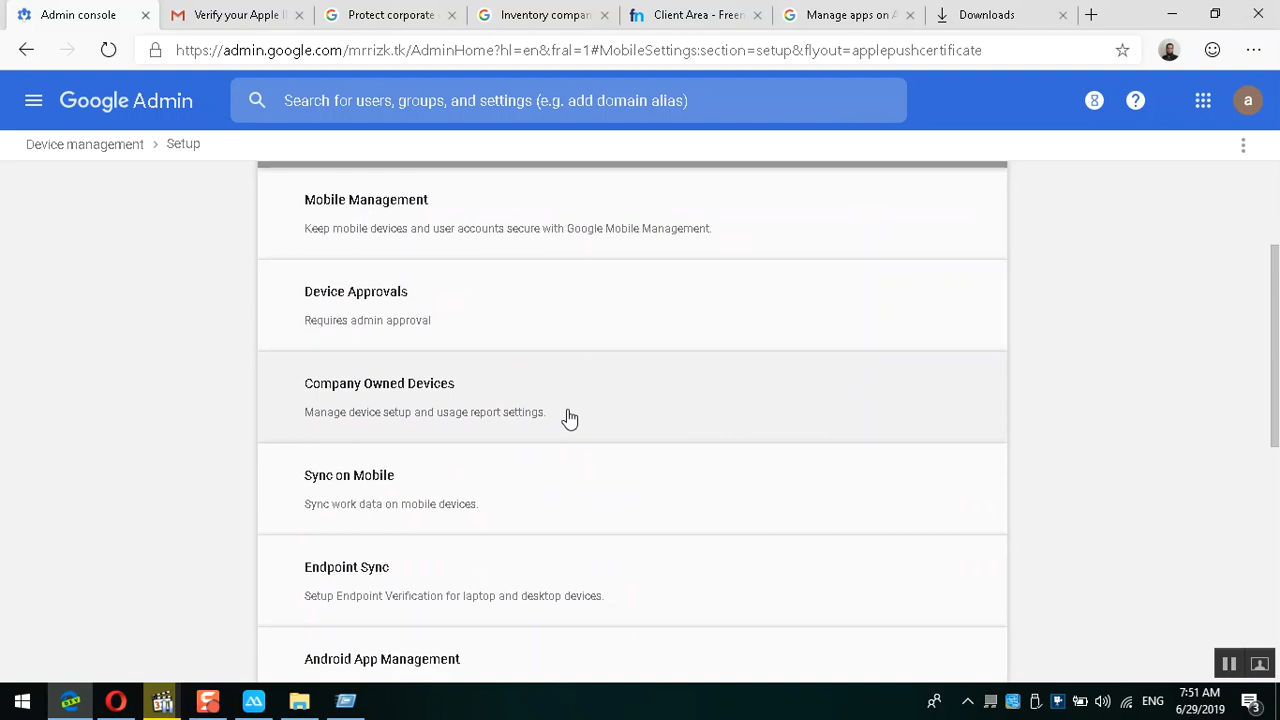 Admin console
Verify your Apple I
Protect corporate
Inventory compan
fn Client Area - Freen
Manage apps on A
Downloads
https://admin.google.com/mrrizk.tk/AdminHome?hl=en&fral=1#MobileSettings:section=setup&flyout=applepushcertificate
Google Admin
Search for users, groups, and settings (e.g. add domain alias)
a
Device management > Setup
Mobile Management
Keep mobile devices and user accounts secure with Google Mobile Management.
Device Approvals
Requires admin approval
Company Owned Devices
Manage device setup and usage report settings.
Sync on Mobile
Sync work data on mobile devices.
Endpoint Sync
Setup Endpoint Verification for laptop and desktop devices.
Android App Management
ENG
7:51 AM
6/29/2019
3